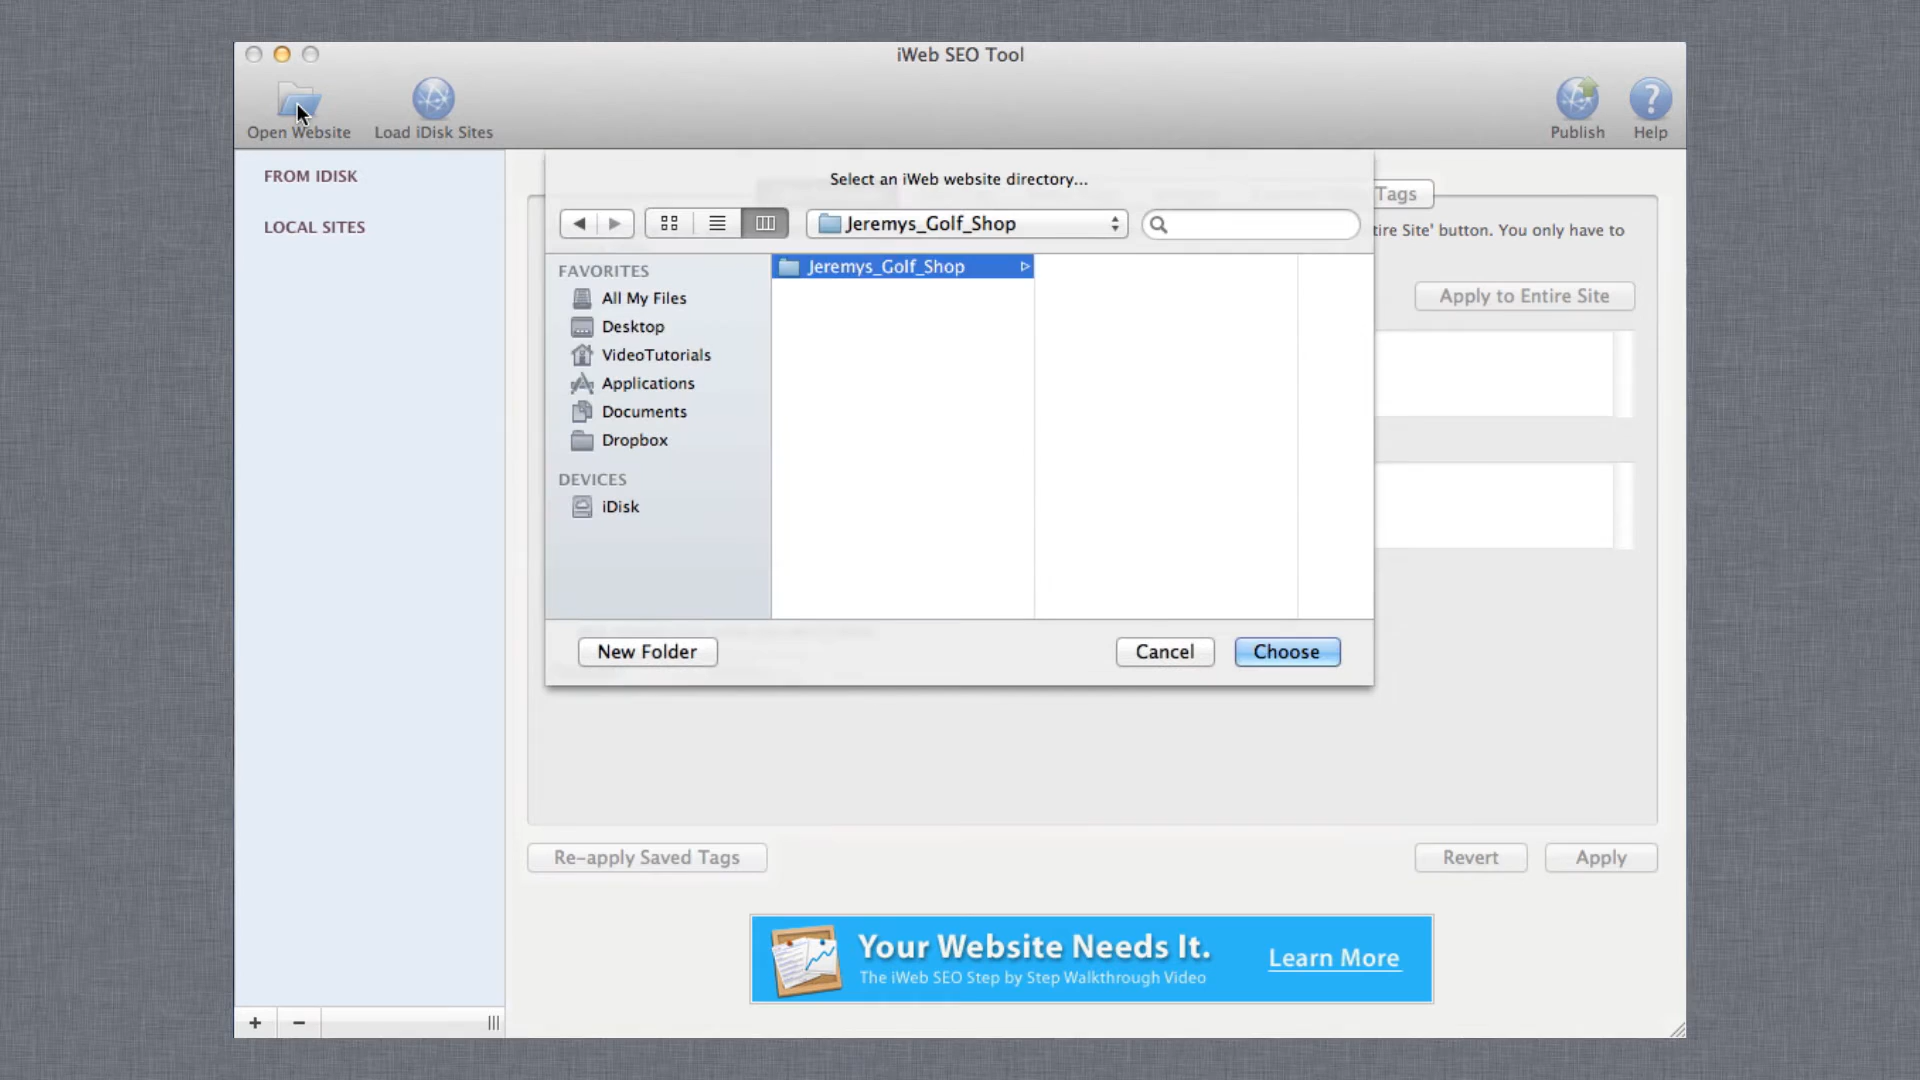 iWeb SEO Tool
Open Website
Load iDisk Sites
Publish
Help
FROM IDISK
LOCAL SITES
Select an iWeb website directory...
Tags
Jeremys_Golf_Shop
tire Site' button. You only have to
FAVORITES
All My Files
Desktop
VideoTutorials
Applications
Documents
Dropbox
DEVICES
iDisk
Jeremys_Golf_Shop
Apply to Entire Site
New Folder
Cancel
Choose
Re-apply Saved Tags
Revert
Apply
Your Website Needs It.
The iWeb SEO Step by Step Walkthrough Video
Learn More